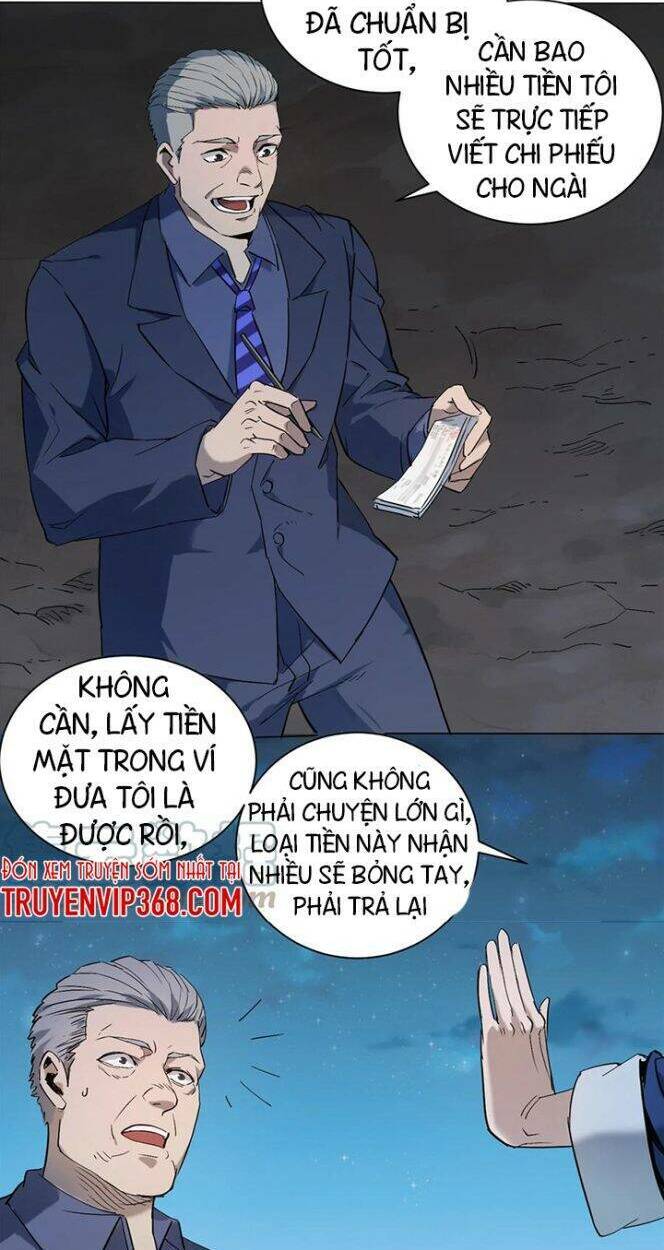 ĐÃ CHUẨN BỊ
TỐT,
CẦN BAO
NHIỀU TIỀN TÔI
SẼ TRỰC TIẾP
VIẾT CHI PHIẾU
CHO NGÀI
KHÔNG
CẦN, LẤY TIỀN
MẶT TRONG VÍ
ĐƯA TÔI LÀ
ĐƯỢC RỒI,
CŨNG KHÔNG
PHẢI CHUYỆN LỚN GÌ,
LOẠI TIỀN NÀY NHẬN
NHIỀU SẼ BỎNG TAY,
PHẢI TRẢ LẠI
ĐÓN XEM TRUYỆN SỚM NHẤT TẠI
TRUYENVIP368.COM